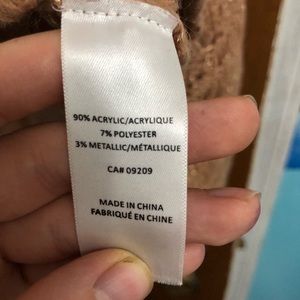 90% ACRYLIC/ACRYLIQUE
7% POLYESTER
3% METALLIC/MÉTALLIQUE
CA# 09209
MADE IN CHINA
FABRIQUÉ EN CHINE